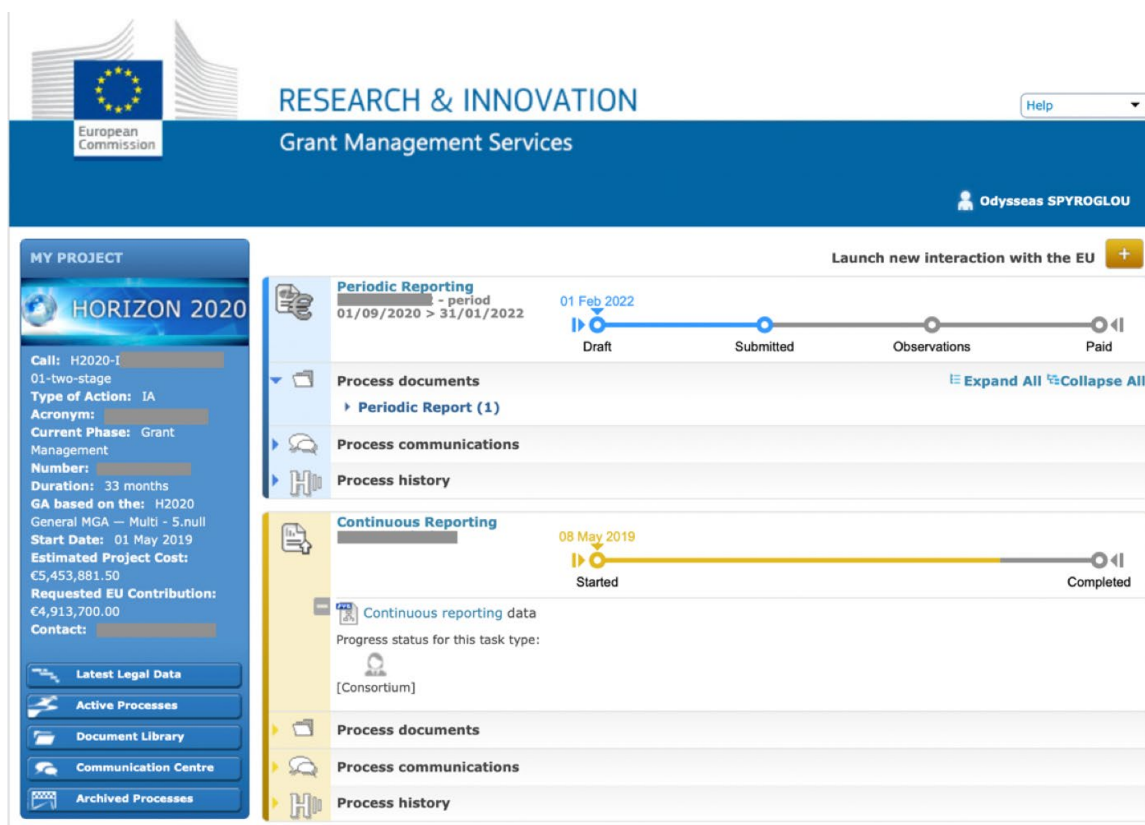 European
Commission
RESEARCH & INNOVATION
Help
Grant Management Services
Odysseas SPYROGLOU
MY PROJECT
HORIZON 2020
Call: H2020-I
01-two-stage
Type of Action: IA
Acronym:
Current Phase: Grant
Management
Number:
Duration: 33 months
GA based on the: H2020
General MGA — Multi - 5.null
Start Date: 01 May 2019
Estimated Project Cost:
€5,453,881.50
Requested EU Contribution:
€4,913,700.00
Contact:
Latest Legal Data
Active Processes
Document Library
Communication Centre
Archived Processes
Launch new interaction with the EU +
Periodic Reporting
- period
01/09/2020 > 31/01/2022
01 Feb 2022
Draft Submitted Observations Paid
Process documents
Expand All Collapse All
Periodic Report (1)
Process communications
Process history
Continuous Reporting
08 May 2019
Started Completed
Continuous reporting data
Progress status for this task type:
[Consortium]
Process documents
Process communications
Process history